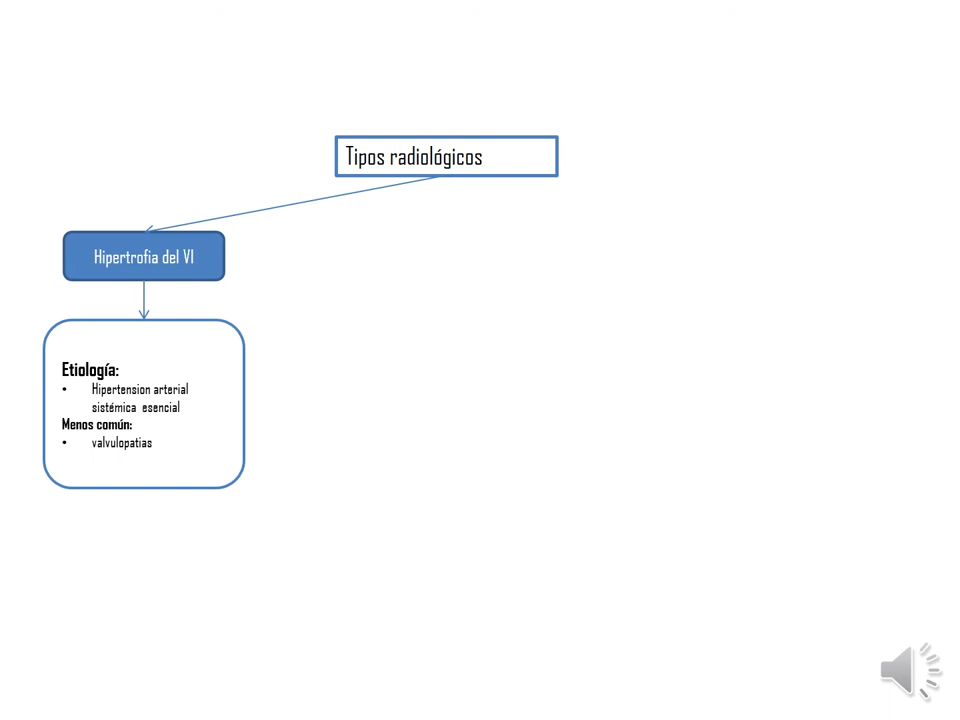 Tipos radiológicos
Hipertrofia del VI
Etiología:
• Hipertension arterial
sistémica esencial
Menos común:
• valvulopatias